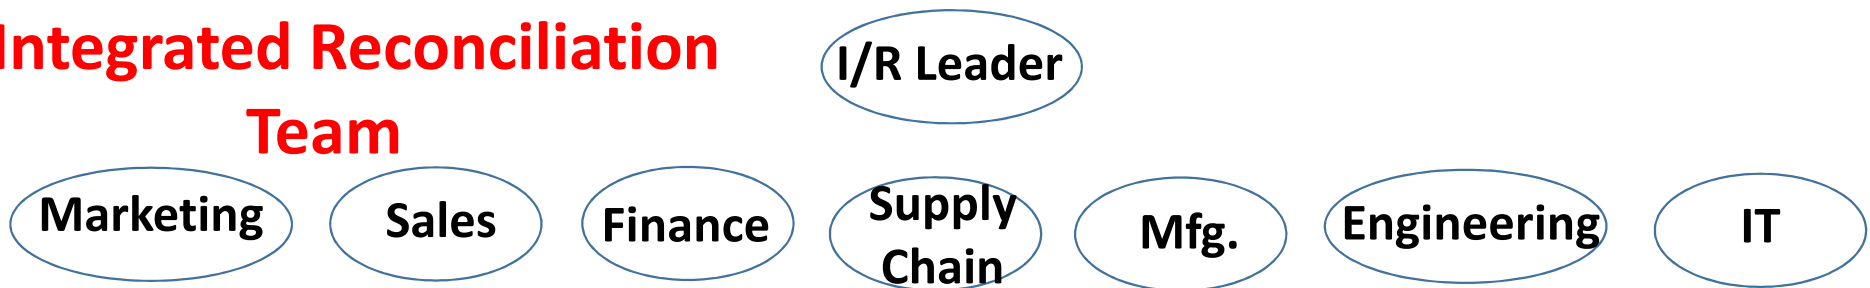 Integrated Reconciliation
Team
I/R Leader
Marketing
Sales
Finance
Supply
Chain
Mfg.
Engineering
IT